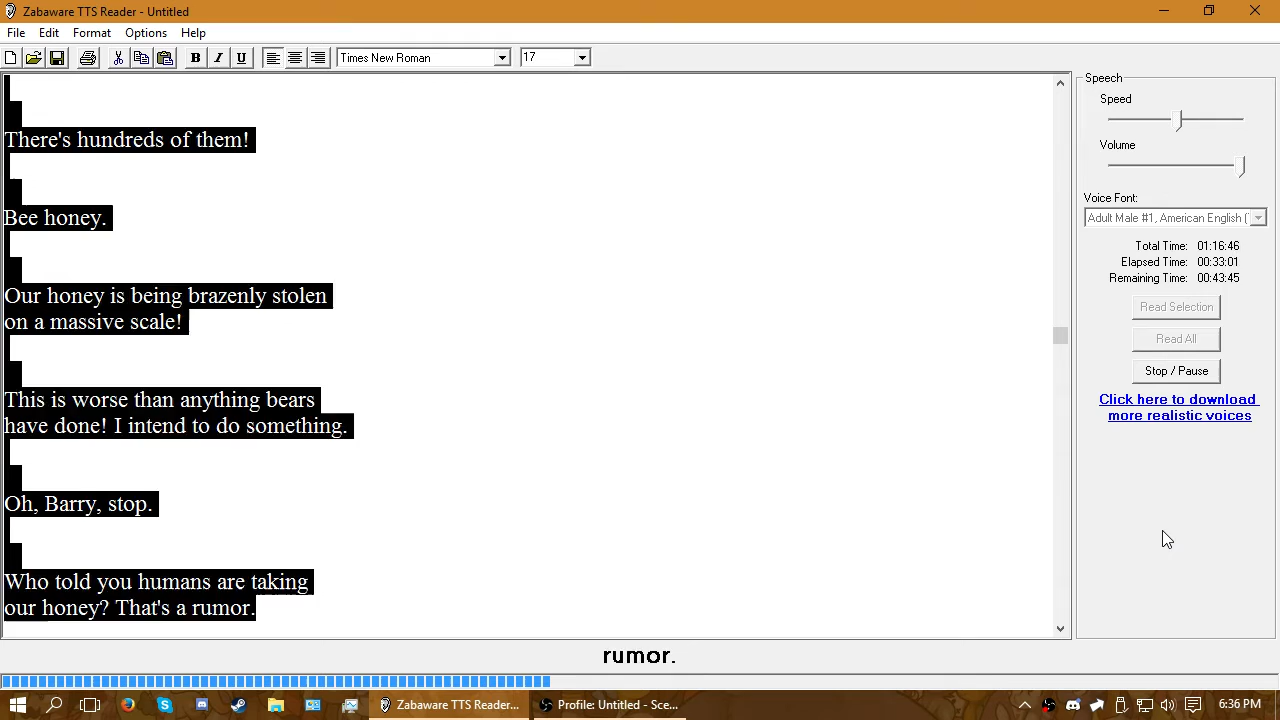 Zabaware TTS Reader - Untitled
File Edit Format Options Help
B I U Times New Roman 17
There's hundreds of them!
Bee honey.
Our honey is being brazenly stolen
on a massive scale!
This is worse than anything bears
have done! I intend to do something.
Oh, Barry, stop.
Who told you humans are taking
our honey? That's a rumor.
Speech
Speed
Volume
Voice Font:
Adult Male #1, American English (
Total Time: 01:16:46
Elapsed Time: 00:33:01
Remaining Time: 00:43:45
Read Selection
Read All
Stop / Pause
Click here to download
more realistic voices
rumor.
Zabaware TTS Reader... Profile: Untitled - Sce... 6:36 PM